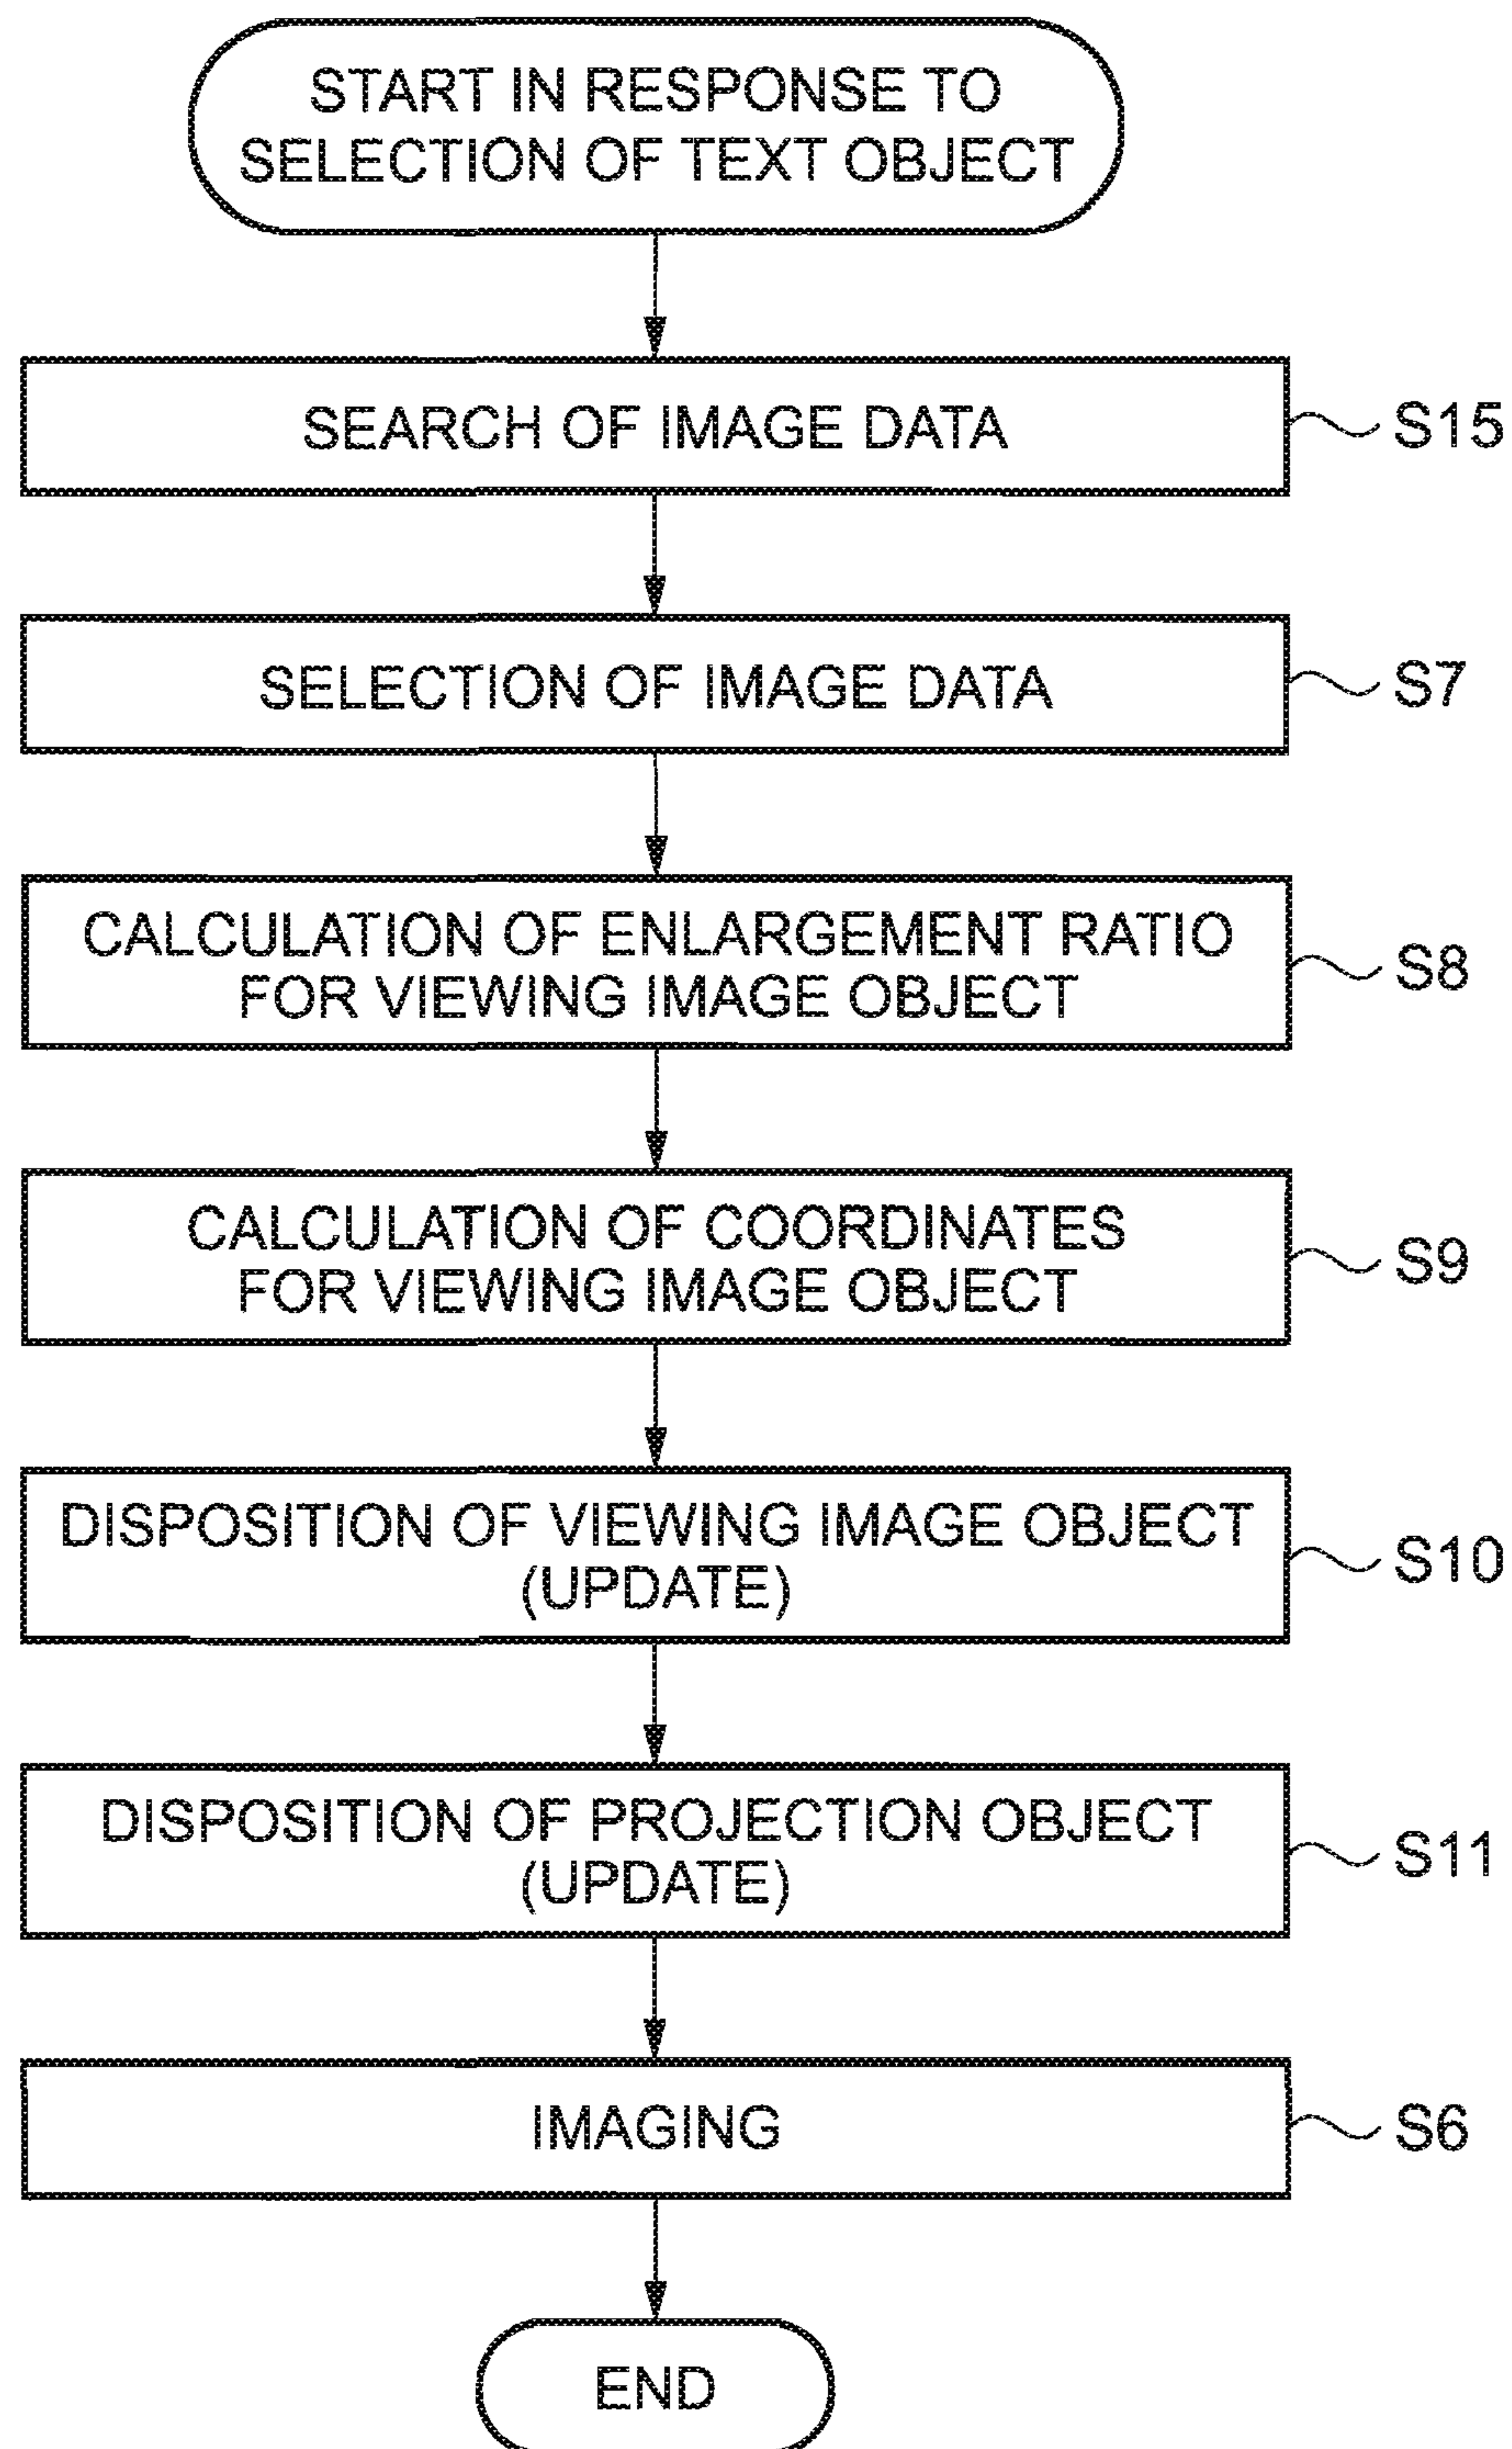 START IN RESPONSE TO
SELECTION OF TEXT OBJECT
SEARCH OF IMAGE DATA
S15
SELECTION OF IMAGE DATA
S7
CALCULATION OF ENLARGEMENT RATIO
FOR VIEWING IMAGE OBJECT
S8
CALCULATION OF COORDINATES
FOR VIEWING IMAGE OBJECT
S9
DISPOSITION OF VIEWING IMAGE OBJECT
(UPDATE)
S10
DISPOSITION OF PROJECTION OBJECT
(UPDATE)
S11
IMAGING
S6
END